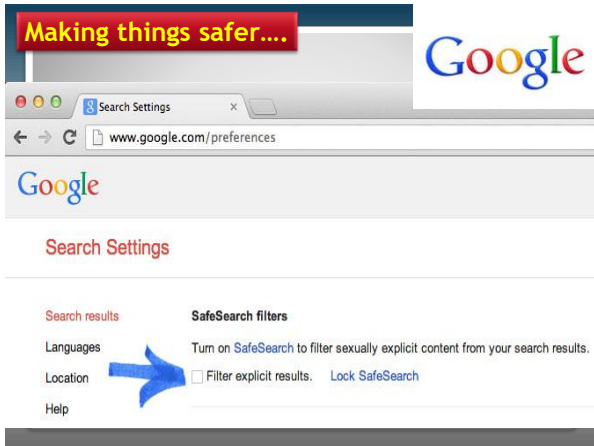 Making things safer....
Google
Search Settings
www.google.com/preferences
Google
Search Settings
Search results
Languages
Location
Help
SafeSearch filters
Turn on SafeSearch to filter sexually explicit content from your search results.
Filter explicit results. Lock SafeSearch